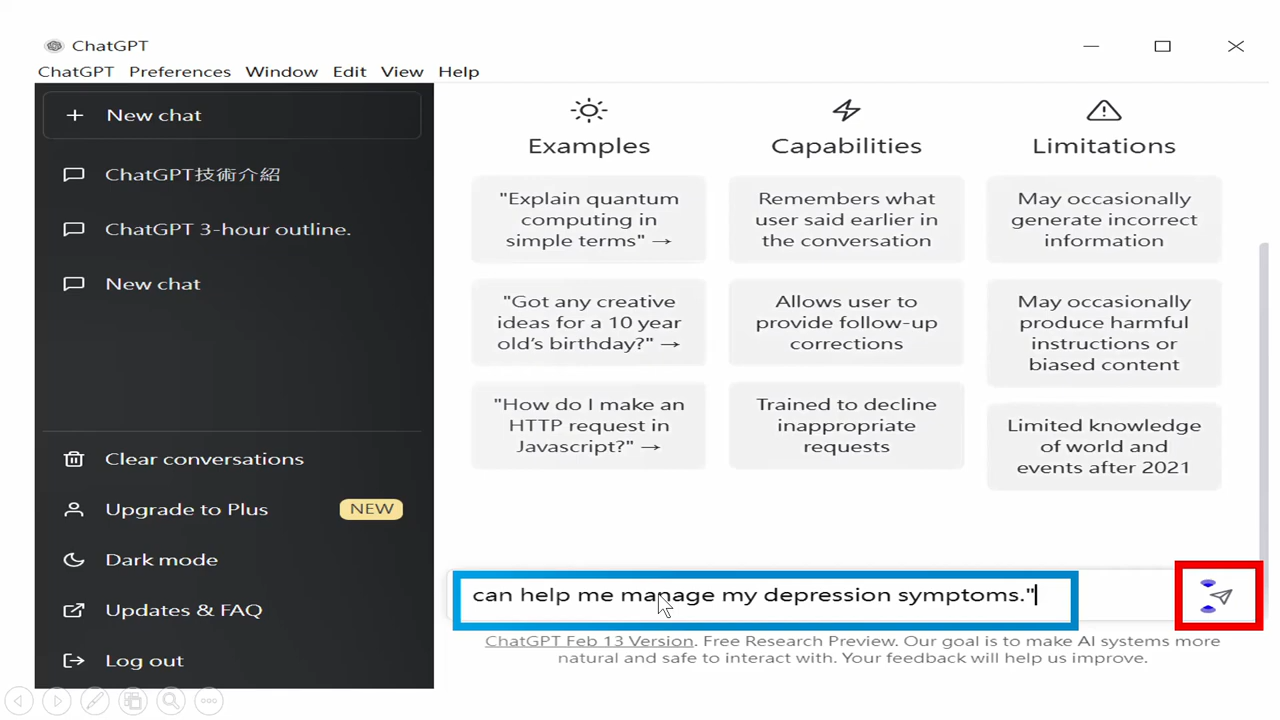 ChatGPT
ChatGPT Preferences Window Edit View Help
New chat
ChatGPT技術介紹
ChatGPT 3-hour outline.
New chat
Clear conversations
Upgrade to Plus NEW
Dark mode
Updates & FAQ
Log out
Examples
"Explain quantum
computing in
simple terms" →
"Got any creative
ideas for a 10 year
old's birthday?" →
"How do I make an
HTTP request in
Javascript?" →
Capabilities
Remembers what
user said earlier in
the conversation
Allows user to
provide follow-up
corrections
Trained to decline
inappropriate
requests
Limitations
May occasionally
generate incorrect
information
May occasionally
produce harmful
instructions or
biased content
Limited knowledge
of world and
events after 2021
can help me manage my depression symptoms."
ChatGPT Feb 13 Version. Free Research Preview. Our goal is to make AI systems more
natural and safe to interact with. Your feedback will help us improve.